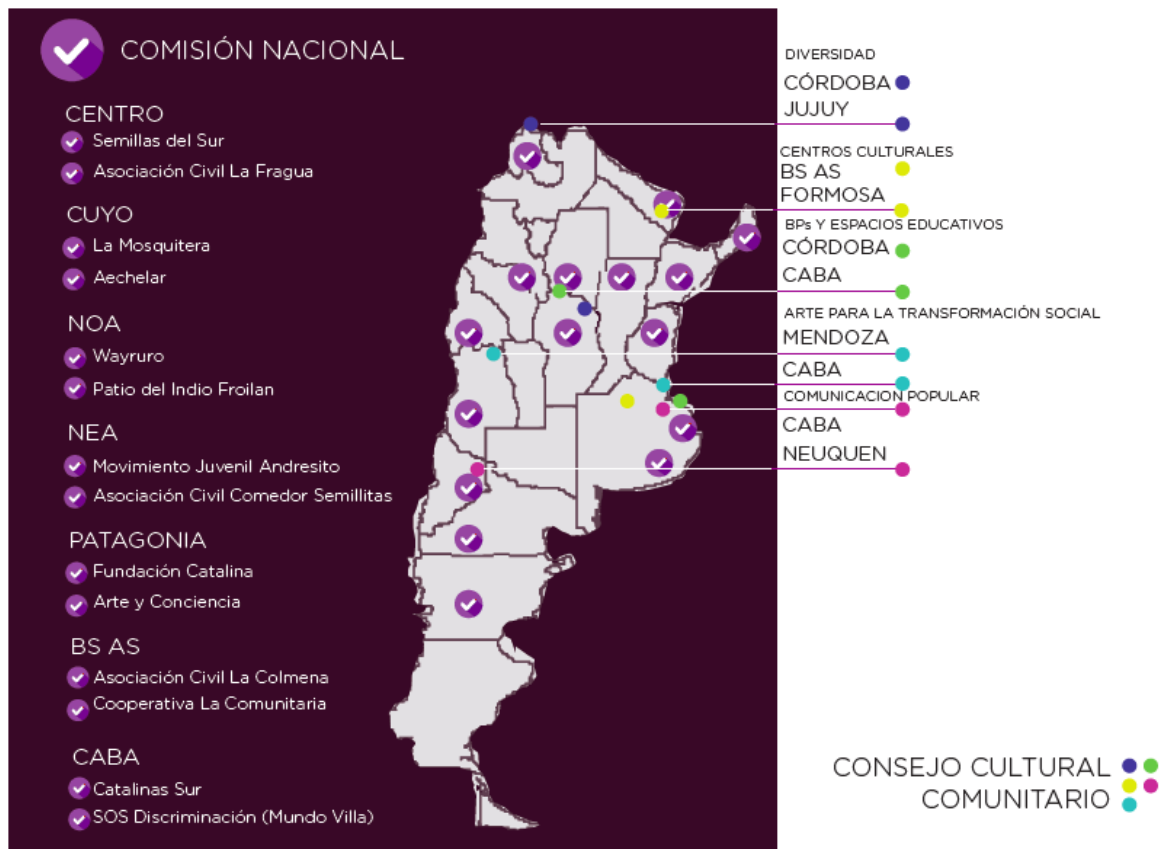 COMISIÓN NACIONAL
CENTRO
Semillas del Sur
Asociación Civil La Fragua
CUYO
La Mosquitera
Aechelar
NOA
Wayruro
Patio del Indio Froilan
NEA
Movimiento Juvenil Andresito
Asociación Civil Comedor Semillitas
PATAGONIA
Fundación Catalina
Arte y Conciencia
BS AS
Asociación Civil La Colmena
Cooperativa La Comunitaria
CABA
Catalinas Sur
SOS Discriminación (Mundo Villa)
DIVERSIDAD
CÓRDOBA
JUJUY
CENTROS CULTURALES
BS AS
FORMOSA
BPs Y ESPACIOS EDUCATIVOS
CÓRDOBA
CABA
ARTE PARA LA TRANSFORMACIÓN SOCIAL
MENDOZA
CABA
COMUNICACION POPULAR
CABA
NEUQUEN
CONSEJO CULTURAL
COMUNITARIO